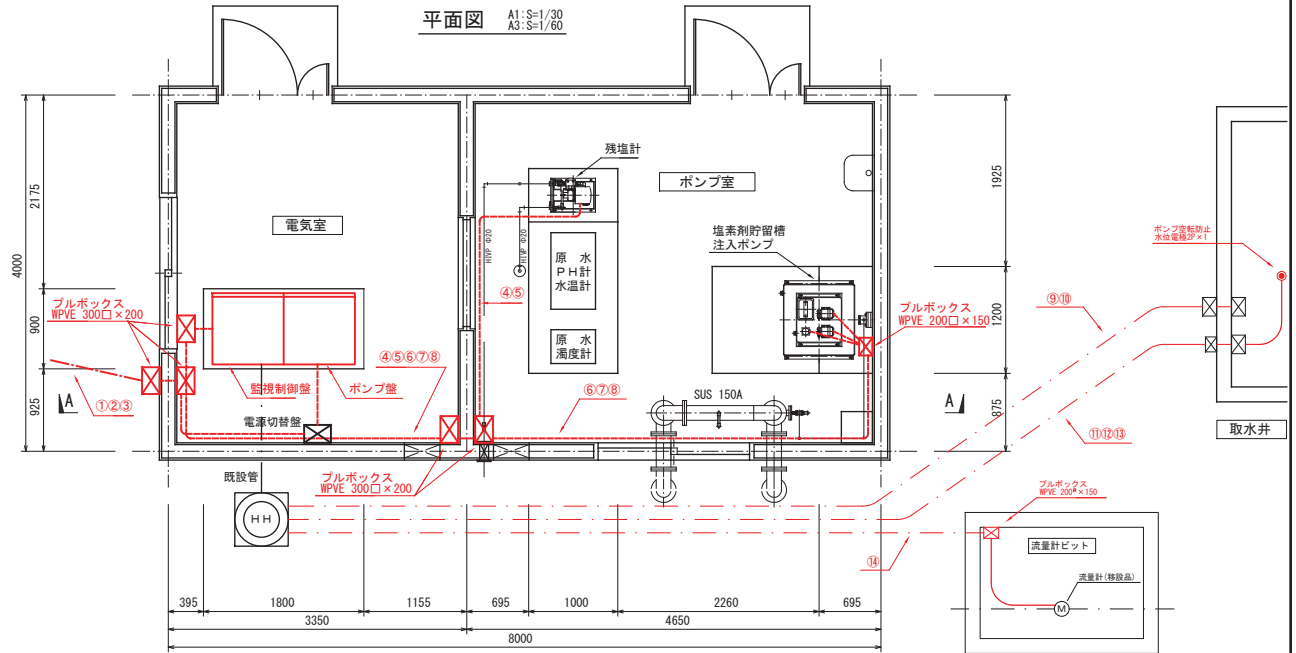 平面図
A1:S=1/30
A3:S=1/60
残塩計
ポンプ室
電気室
塩素剤貯留槽
注入ポンプ
HIVP Φ20
HIVP Φ20
原 水
PH計
水温計
原 水
濁度計
④⑤
プルボックス
WPVE 300□×200
プルボックス
WPVE 200□×150
ポンプ空転防止
水位電極2P×1
⑨⑩
④⑤⑥⑦⑧
監視制御盤
ポンプ盤
①②③
A
電源切替盤
⑥⑦⑧
SUS 150A
A
⑪⑫⑬
取水井
既設管
プルボックス
WPVE 300□×200
HH
プルボックス
WPVE 200□×150
⑭
流量計ピット
流量計(移設品)
M
4000
2175
900
925
1925
1200
875
395
1800
1155
695
1000
2260
695
3350
4650
8000